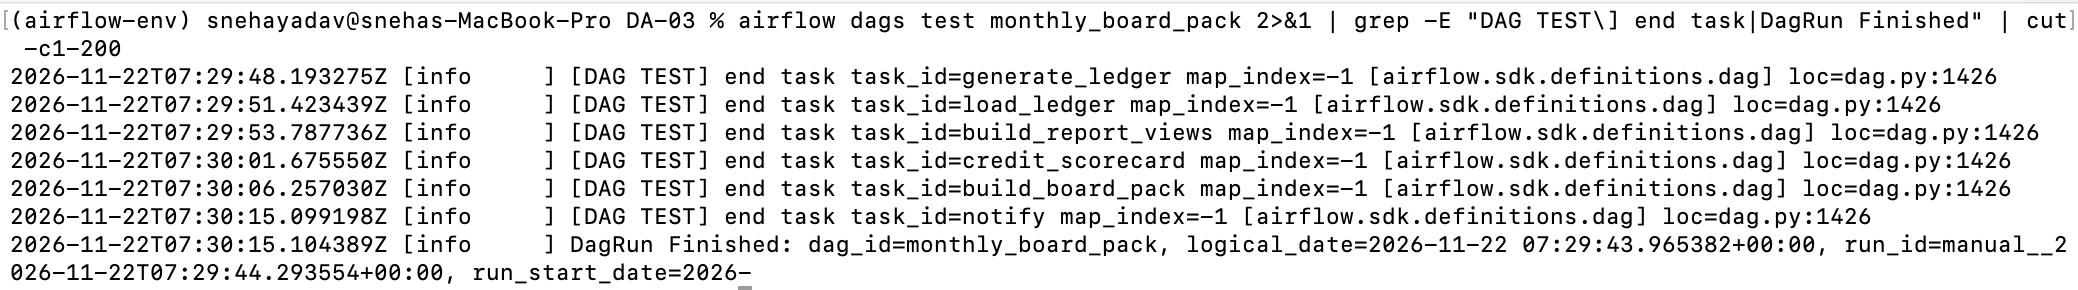 [(airflow-env) snehayadav@snehas-MacBook-Pro DA-03 % airflow dags test monthly_board_pack 2>&1 | grep -E "DAG TEST\] end task|DagRun Finished" | cut]
 -c1-200
2026-11-22T07:29:48.193275Z [info     ] [DAG TEST] end task task_id=generate_ledger map_index=-1 [airflow.sdk.definitions.dag] loc=dag.py:1426
2026-11-22T07:29:51.423439Z [info     ] [DAG TEST] end task task_id=load_ledger map_index=-1 [airflow.sdk.definitions.dag] loc=dag.py:1426
2026-11-22T07:29:53.787736Z [info     ] [DAG TEST] end task task_id=build_report_views map_index=-1 [airflow.sdk.definitions.dag] loc=dag.py:1426
2026-11-22T07:30:01.675550Z [info     ] [DAG TEST] end task task_id=credit_scorecard map_index=-1 [airflow.sdk.definitions.dag] loc=dag.py:1426
2026-11-22T07:30:06.257030Z [info     ] [DAG TEST] end task task_id=build_board_pack map_index=-1 [airflow.sdk.definitions.dag] loc=dag.py:1426
2026-11-22T07:30:15.099198Z [info     ] [DAG TEST] end task task_id=notify map_index=-1 [airflow.sdk.definitions.dag] loc=dag.py:1426
2026-11-22T07:30:15.104389Z [info     ] DagRun Finished: dag_id=monthly_board_pack, logical_date=2026-11-22 07:29:43.965382+00:00, run_id=manual__2
026-11-22T07:29:44.293554+00:00, run_start_date=2026-